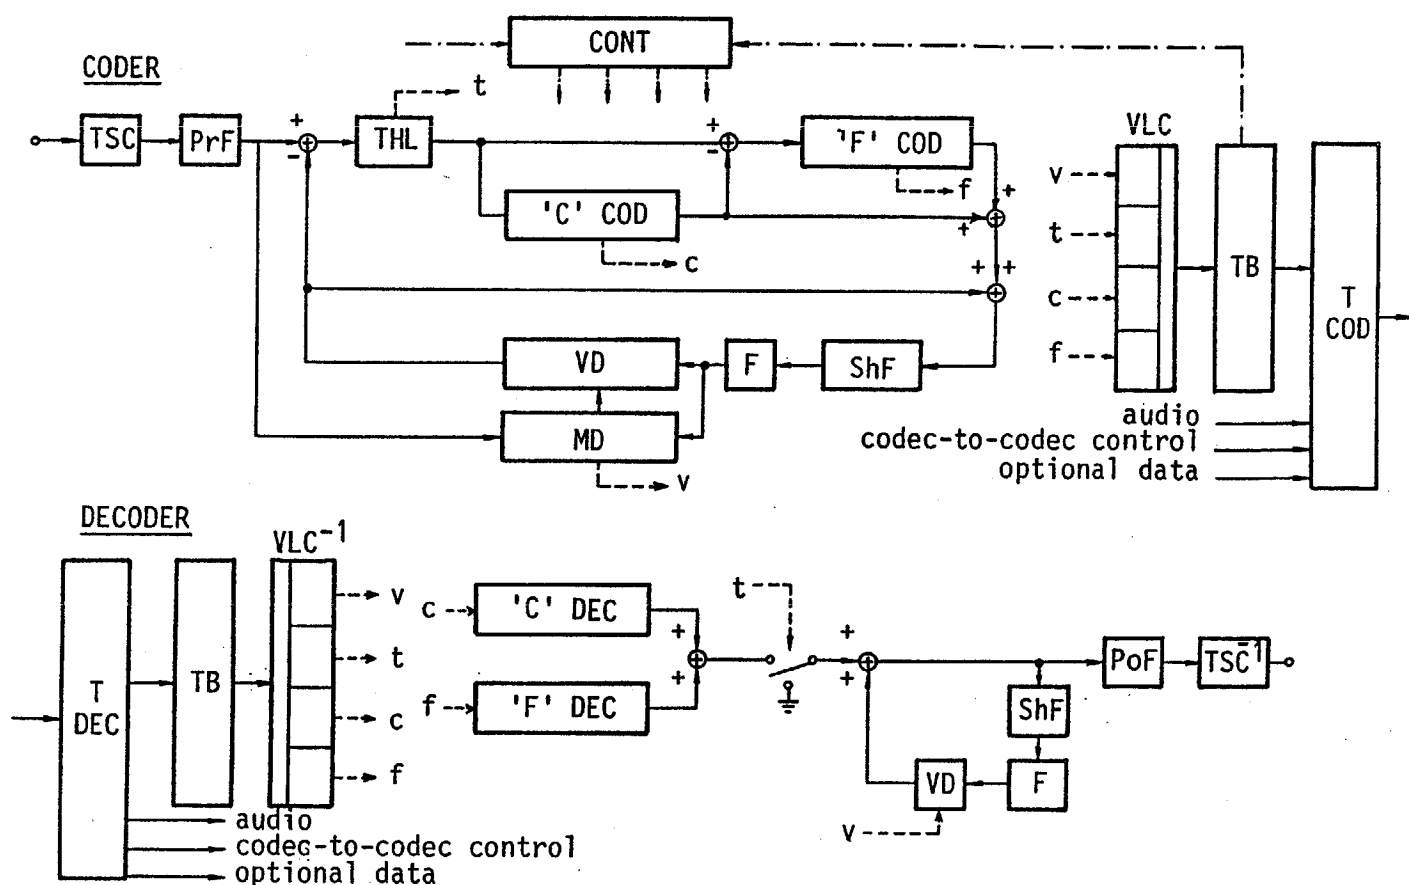 CONT
CODER
t
TSC
PrF
+
-
THL
+
-
'F' COD
VLC
f
+
'C' COD
+
c
+ +
v
t
c
f
TB
T
COD
VD
F
ShF
MD
v
audio
codec-to-codec control
optional data
DECODER
VLC⁻¹
T
DEC
TB
v
t
c
f
c
'C' DEC
+
f
'F' DEC
+
t
+
+
PoF
TSC⁻¹
ShF
VD
F
v
audio
codec-to-codec control
optional data